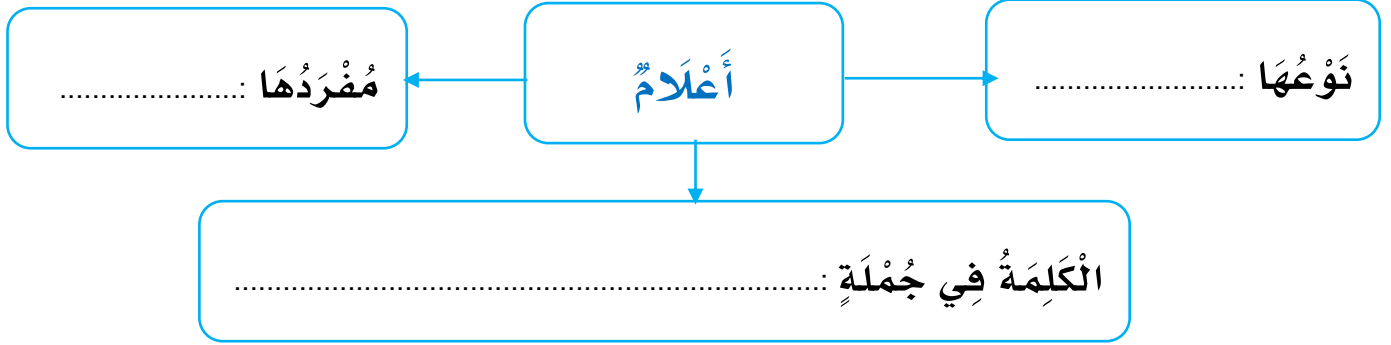 نَوْعُهَا :.........................
أَعْلَامٌ
مُفْرَدُهَا :......................
الْكَلِمَةُ فِي جُمْلَةٍ :..............................................................